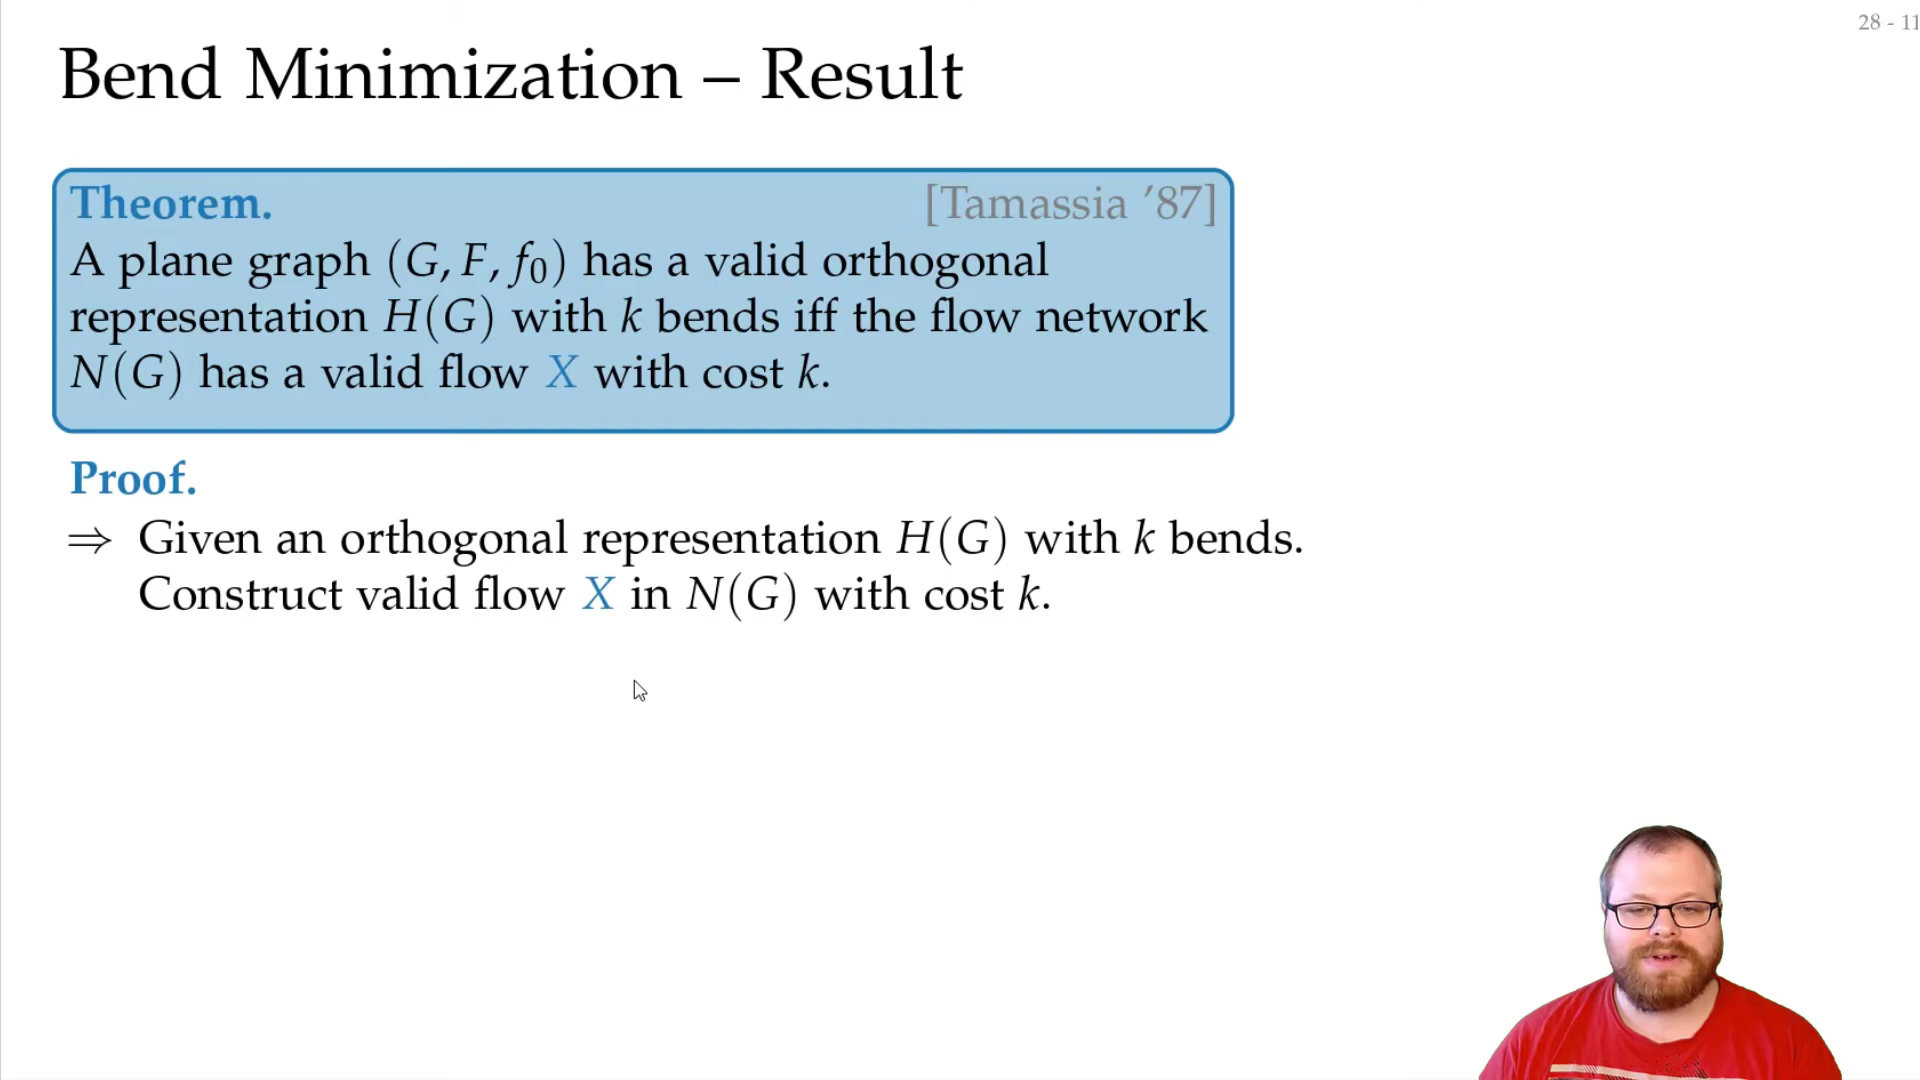 28 - 11
Bend Minimization – Result
Theorem. [Tamassia ’87]
A plane graph (G, F, f₀) has a valid orthogonal
representation H(G) with k bends iff the flow network
N(G) has a valid flow X with cost k.
Proof.
⇒ Given an orthogonal representation H(G) with k bends.
Construct valid flow X in N(G) with cost k.